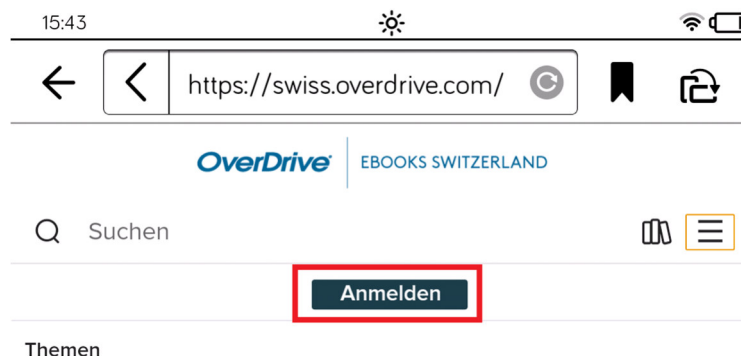 15:43
https://swiss.overdrive.com/
OverDrive EBOOKS SWITZERLAND
Suchen
Anmelden
Themen